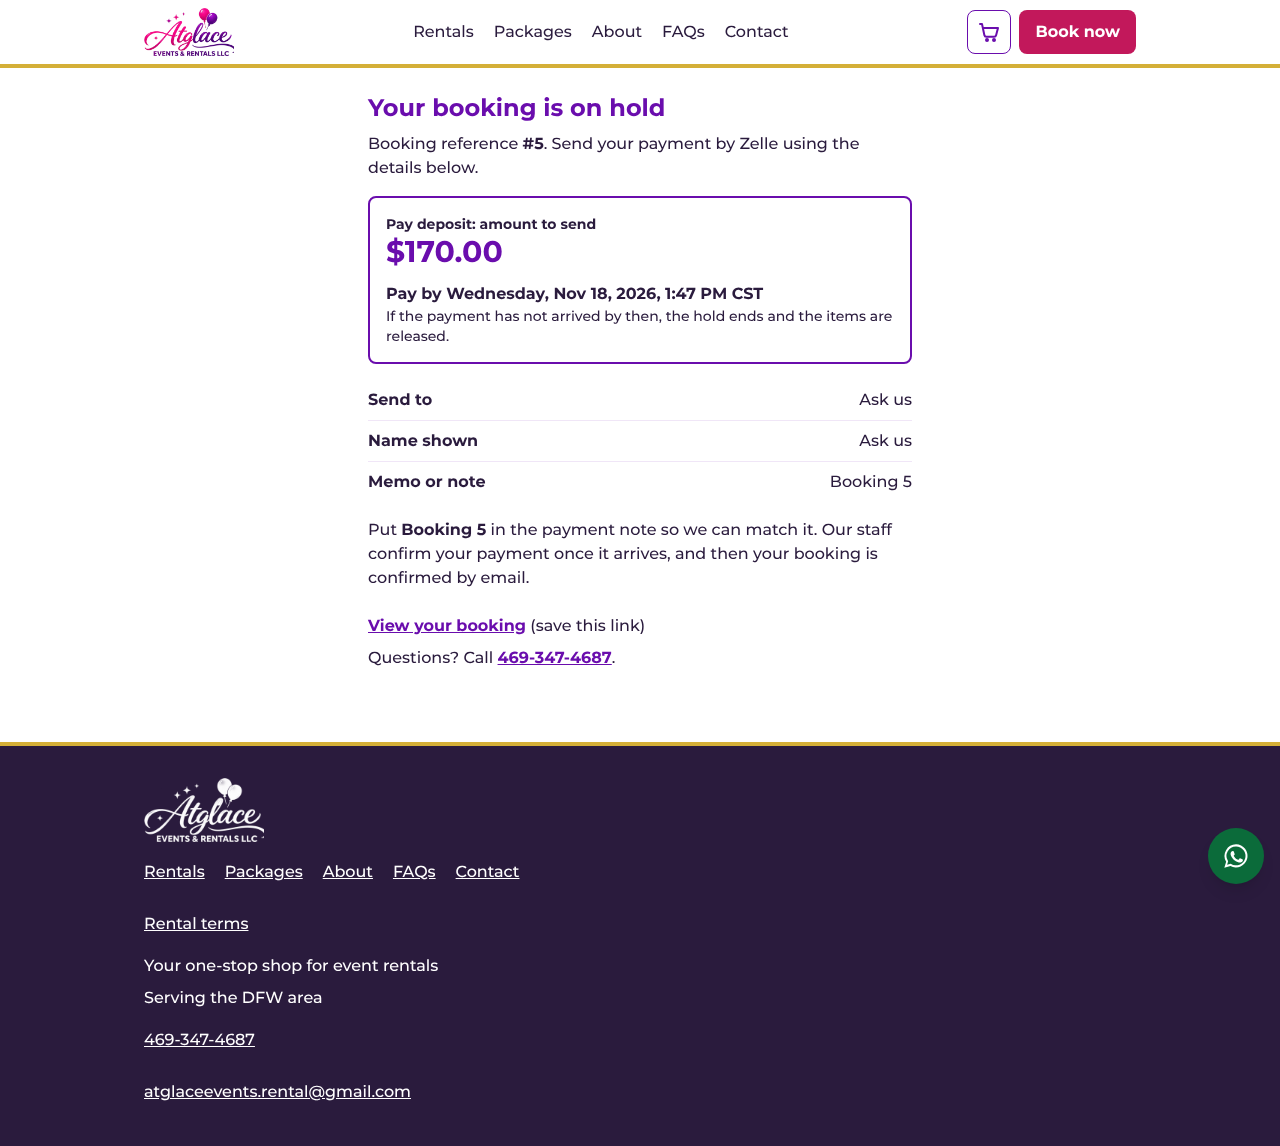 Atglace
EVENTS & RENTALS LLC
Rentals
Packages
About
FAQs
Contact
Book now
Your booking is on hold
Booking reference #5. Send your payment by Zelle using the
details below.
Pay deposit: amount to send
$170.00
Pay by Wednesday, Nov 18, 2026, 1:47 PM CST
If the payment has not arrived by then, the hold ends and the items are
released.
Send to Ask us
Name shown Ask us
Memo or note Booking 5
Put Booking 5 in the payment note so we can match it. Our staff
confirm your payment once it arrives, and then your booking is
confirmed by email.
View your booking (save this link)
Questions? Call 469-347-4687.
Atglace
EVENTS & RENTALS LLC
Rentals Packages About FAQs Contact
Rental terms
Your one-stop shop for event rentals
Serving the DFW area
469-347-4687
atglaceevents.rental@gmail.com